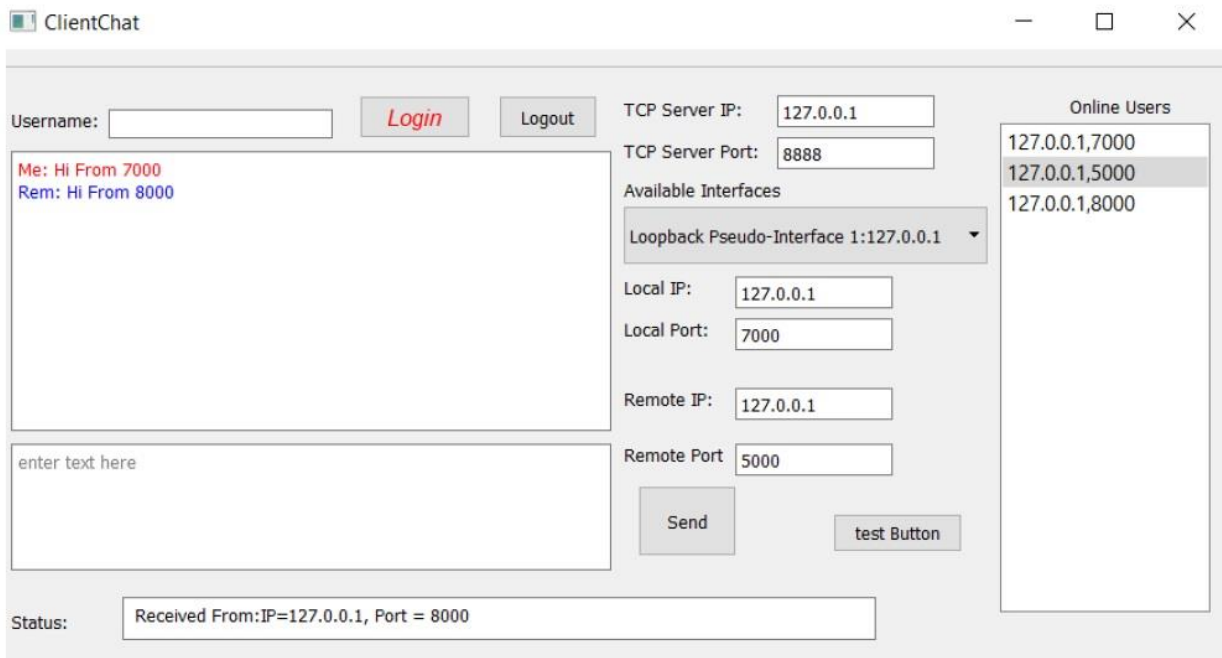 ClientChat
Username:
Login
Logout
Me: Hi From 7000
Rem: Hi From 8000
enter text here
Status:
Received From:IP=127.0.0.1, Port = 8000
TCP Server IP:
127.0.0.1
TCP Server Port:
8888
Available Interfaces
Loopback Pseudo-Interface 1:127.0.0.1
Local IP:
127.0.0.1
Local Port:
7000
Remote IP:
127.0.0.1
Remote Port
5000
Send
test Button
Online Users
127.0.0.1,7000
127.0.0.1,5000
127.0.0.1,8000